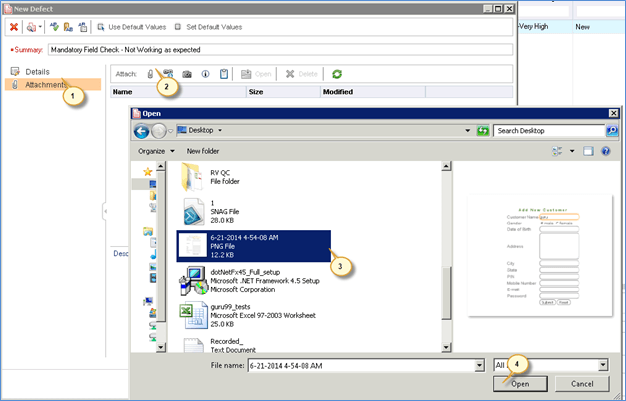 New Defect
Use Default Values Set Default Values
Summary: Mandatory Field Check - Not Working as expected
-Very High New
Details
Attachments
1
Attach: Open Delete
2
Name Size Modified
Open
Desktop Search Desktop
Organize New folder
RV QC
File folder
1
SNAG File
28.0 KB
6-21-2014 4-54-08 AM
PNG File
12.2 KB
3
dotNetFx45_Full_setup
Microsoft .NET Framework 4.5 Setup
Microsoft Corporation
guru99_tests
Microsoft Excel 97-2003 Worksheet
25.0 KB
Recorded_
Text Document
Add New Customer
Customer Name
Gender male female
Date of Birth
Address
City
State
PIN
Mobile Number
E-mail
Password
Submit Reset
Desc
File name: 6-21-2014 4-54-08 AM All
4
Open Cancel